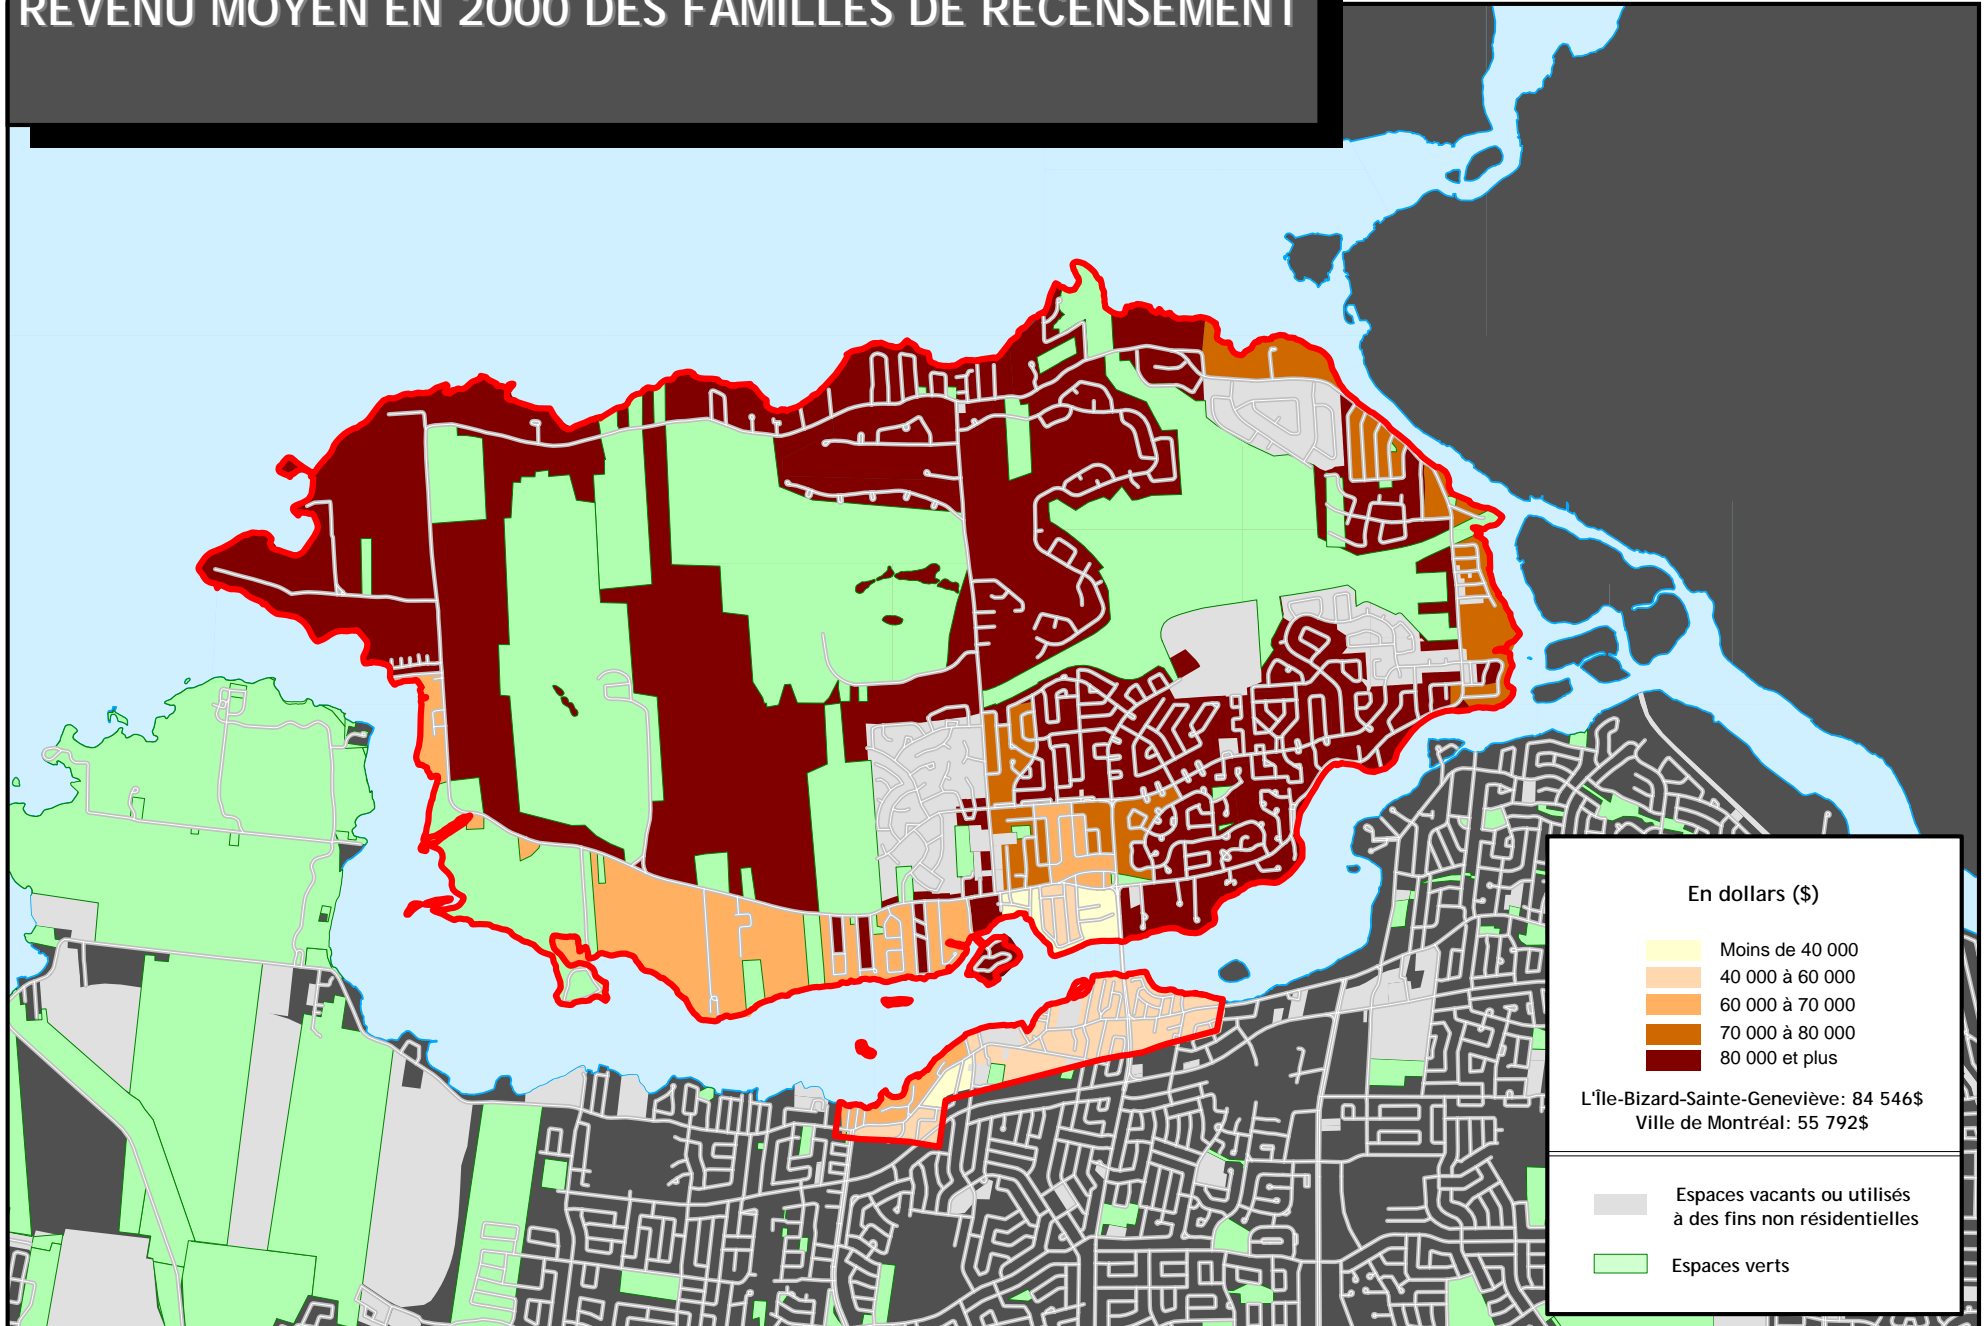 REVENU MOYEN EN 2000 DES FAMILLES DE RECENSEMENT
En dollars ($)
Moins de 40 000
40 000 à 60 000
60 000 à 70 000
70 000 à 80 000
80 000 et plus
L'Île-Bizard-Sainte-Geneviève: 84 546$
Ville de Montréal: 55 792$
Espaces vacants ou utilisés
à des fins non résidentielles
Espaces verts